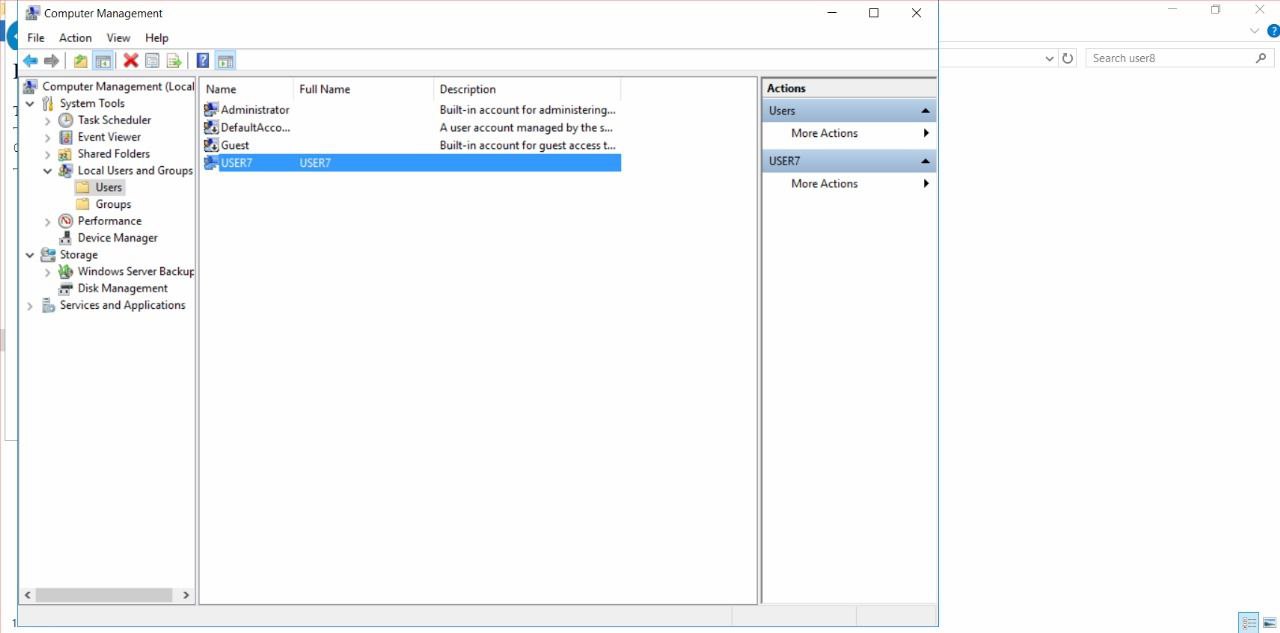 Computer Management
File Action View Help
Search user8
Computer Management (Local
System Tools
Task Scheduler
Event Viewer
Shared Folders
Local Users and Groups
Users
Groups
Performance
Device Manager
Storage
Windows Server Backup
Disk Management
Services and Applications
Name Full Name Description
Administrator Built-in account for administering...
DefaultAcco... A user account managed by the s...
Guest Built-in account for guest access t...
USER7 USER7
Actions
Users
More Actions
USER7
More Actions